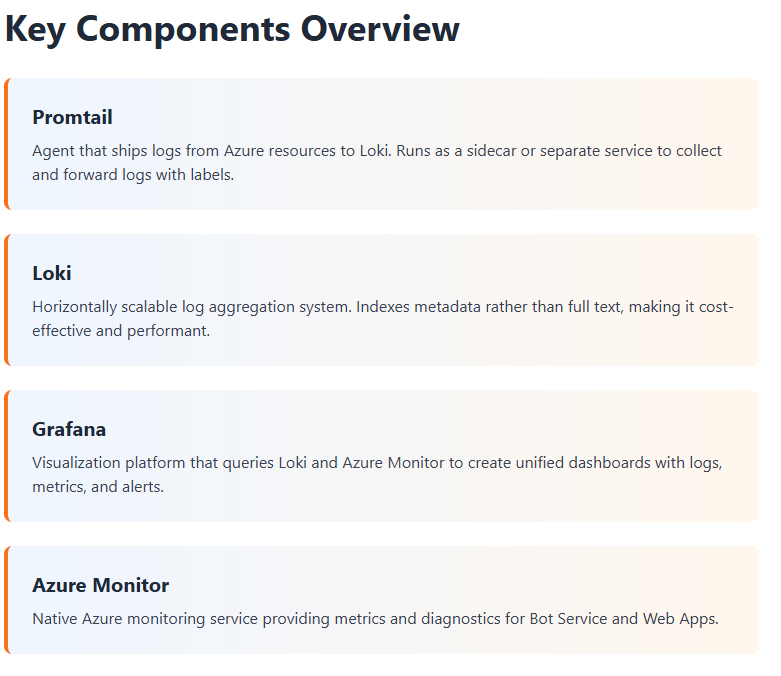 Key Components Overview
Promtail
Agent that ships logs from Azure resources to Loki. Runs as a sidecar or separate service to collect
and forward logs with labels.
Loki
Horizontally scalable log aggregation system. Indexes metadata rather than full text, making it cost-
effective and performant.
Grafana
Visualization platform that queries Loki and Azure Monitor to create unified dashboards with logs,
metrics, and alerts.
Azure Monitor
Native Azure monitoring service providing metrics and diagnostics for Bot Service and Web Apps.